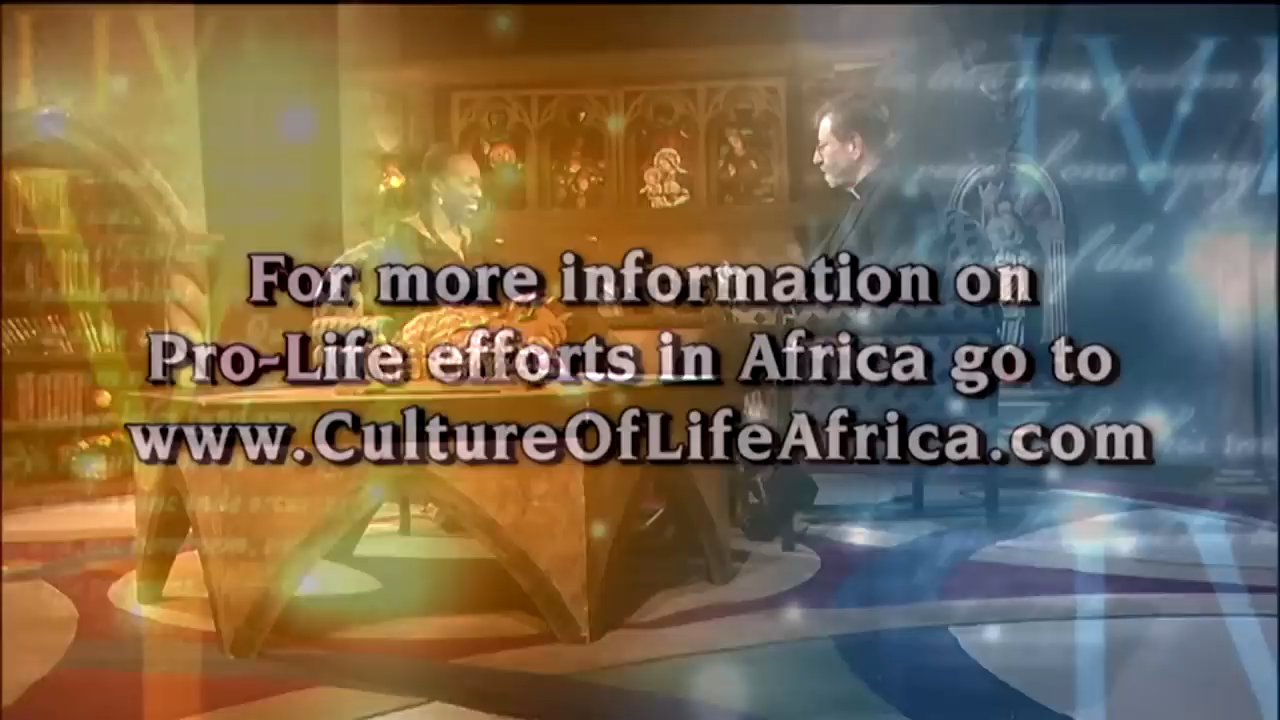 For more information on
Pro-Life efforts in Africa go to
www.CultureOfLifeAfrica.com